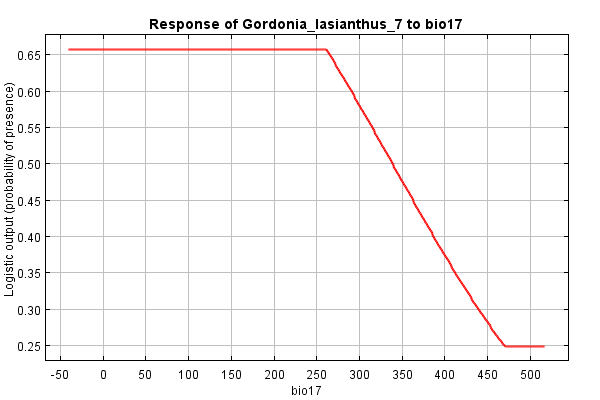 Response of Gordonia_lasianthus_7 to bio17
Logistic output (probability of presence)
0.65
0.60
0.55
0.50
0.45
0.40
0.35
0.30
0.25
-50 0 50 100 150 200 250 300 350 400 450 500
bio17